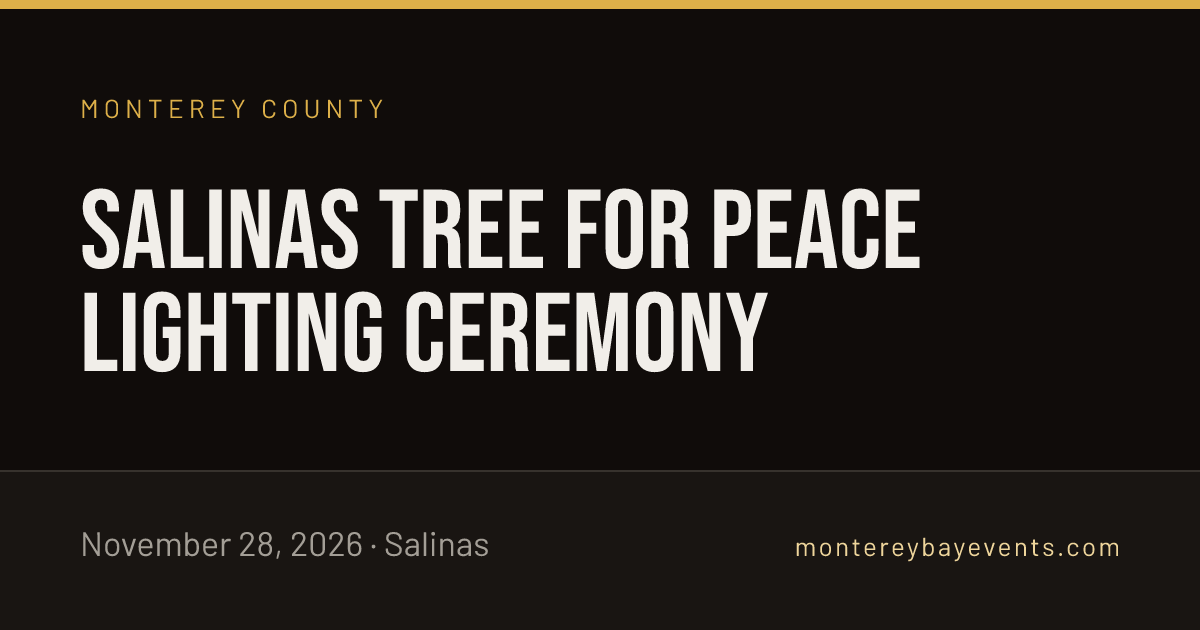 MONTEREY COUNTY
SALINAS TREE FOR PEACE
LIGHTING CEREMONY
November 28, 2026 · Salinas
montereybayevents.com